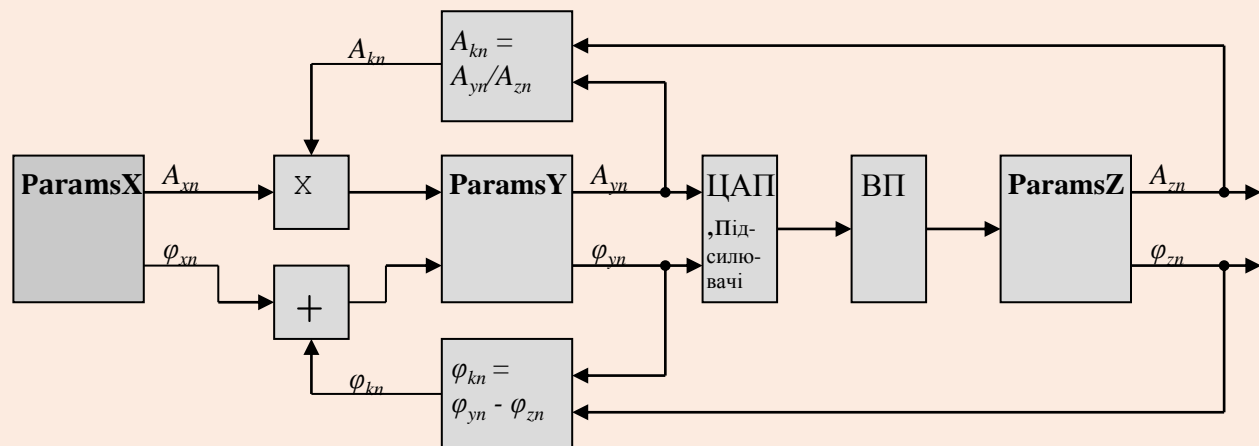 A_kn
A_kn =
A_yn/A_zn
ParamsX
A_xn
X
ParamsY
A_yn
ЦАП
,Під-
силю-
вачі
ВП
ParamsZ
A_zn
φ_xn
+
φ_yn
φ_zn
φ_kn
φ_kn =
φ_yn - φ_zn